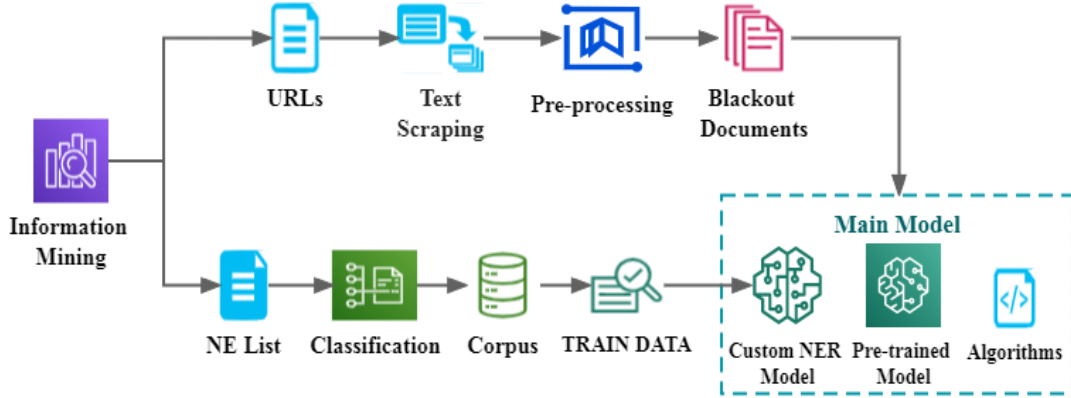 URLs
Text
Scraping
Pre-processing
Blackout
Documents
Information
Mining
Main Model
NE List
Classification
Corpus
TRAIN DATA
Custom NER
Model
Pre-trained
Model
Algorithms